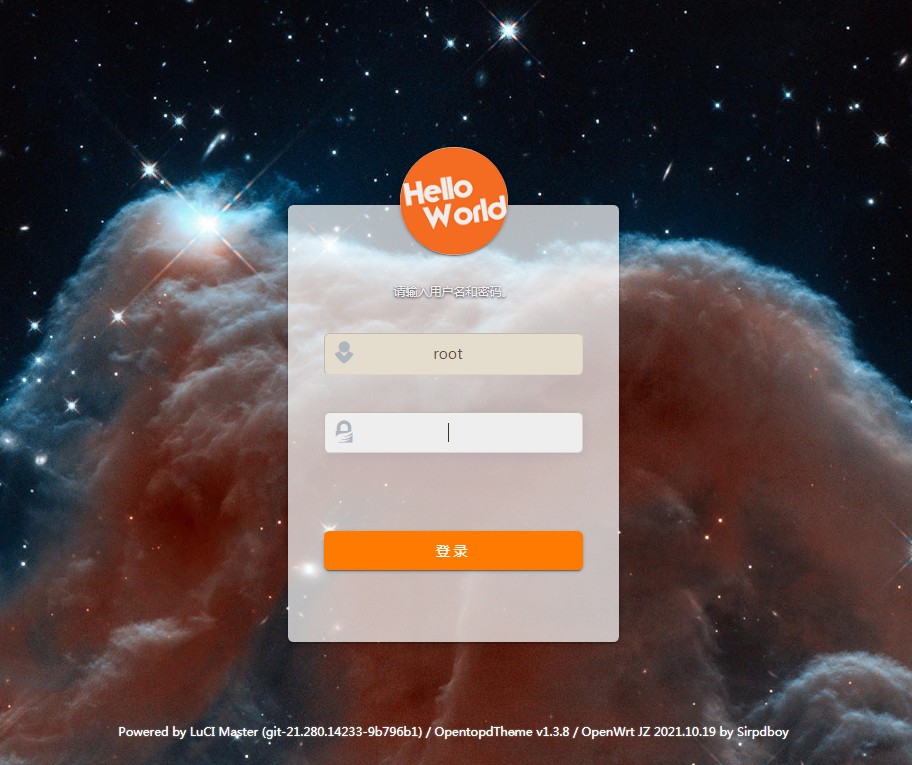 Hello
World
请输入用户名和密码。
root
登录
Powered by LuCI Master (git-21.280.14233-9b796b1) / OpentopdTheme v1.3.8 / OpenWrt JZ 2021.10.19 by Sirpdboy